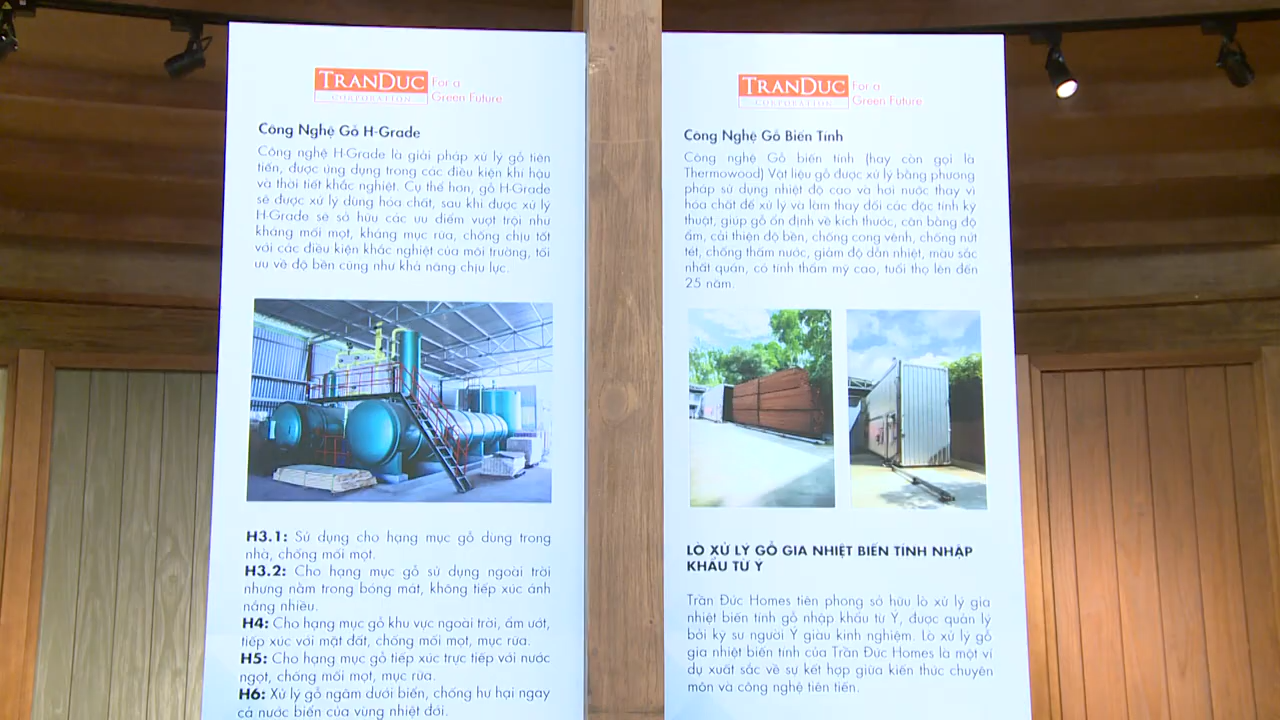 TRANDUC
CORPORATION
For a
Green Future
Công Nghệ Gỗ H-Grade
Công nghệ H-Grade là giải pháp xử lý gỗ tiên
tiến, được ứng dụng trong các điều kiện khí hậu
và thời tiết khắc nghiệt. Cụ thể hơn, gỗ H-Grade
sẽ được xử lý dùng hóa chất, sau khi được xử lý
H-Grade sẽ sở hữu các ưu điểm vượt trội như
kháng mối mọt, kháng mục rữa, chống chịu tốt
với các điều kiện khắc nghiệt của môi trường, tối
ưu về độ bền cũng như khả năng chịu lực.
H3.1: Sử dụng cho hạng mục gỗ dùng trong
nhà, chống mối mọt.
H3.2: Cho hạng mục gỗ sử dụng ngoài trời
nhưng nằm trong bóng mát, không tiếp xúc ánh
nắng nhiều.
H4: Cho hạng mục gỗ khu vực ngoài trời, ẩm ướt,
tiếp xúc với mặt đất, chống mối mọt, mục rữa.
H5: Cho hạng mục gỗ tiếp xúc trực tiếp với nước
ngọt, chống mối mọt, mục rữa.
H6: Xử lý gỗ ngâm dưới biển, chống hư hại ngay
cả nước biển của vùng nhiệt đới.
TRANDUC
CORPORATION
For a
Green Future
Công Nghệ Gỗ Biến Tính
Công nghệ Gỗ biến tính (hay còn gọi là
Thermowood) Vật liệu gỗ được xử lý bằng phương
pháp sử dụng nhiệt độ cao và hơi nước thay vì
hóa chất để xử lý và làm thay đổi các đặc tính kỹ
thuật, giúp gỗ ổn định về kích thước, cân bằng độ
ẩm, cải thiện độ bền, chống cong vênh, chống nứt
tét, chống thấm nước, giảm độ dẫn nhiệt, màu sắc
nhất quán, có tính thẩm mỹ cao, tuổi thọ lên đến
25 năm.
LÒ XỬ LÝ GỖ GIA NHIỆT BIẾN TÍNH NHẬP
KHẨU TỪ Ý
Trần Đức Homes tiên phong sở hữu lò xử lý gia
nhiệt biến tính gỗ nhập khẩu từ Ý, được quản lý
bởi kỹ sư người Ý giàu kinh nghiệm. Lò xử lý gỗ
gia nhiệt biến tính của Trần Đức Homes là một ví
dụ xuất sắc về sự kết hợp giữa kiến thức chuyên
môn và công nghệ tiên tiến.